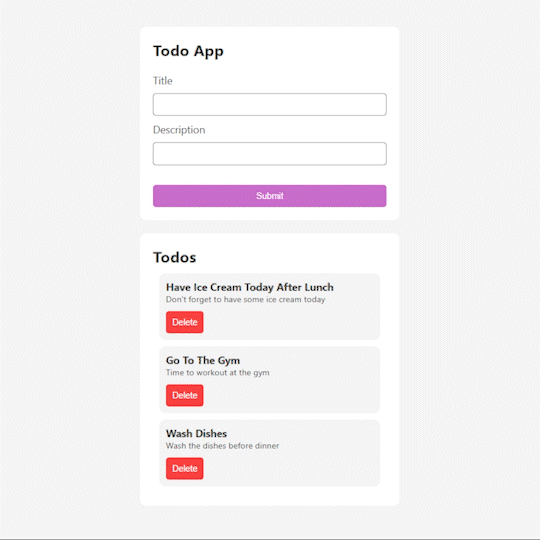 Todo App
Title
Description
Submit
Todos
Have Ice Cream Today After Lunch
Don't forget to have some ice cream today
Delete
Go To The Gym
Time to workout at the gym
Delete
Wash Dishes
Wash the dishes before dinner
Delete